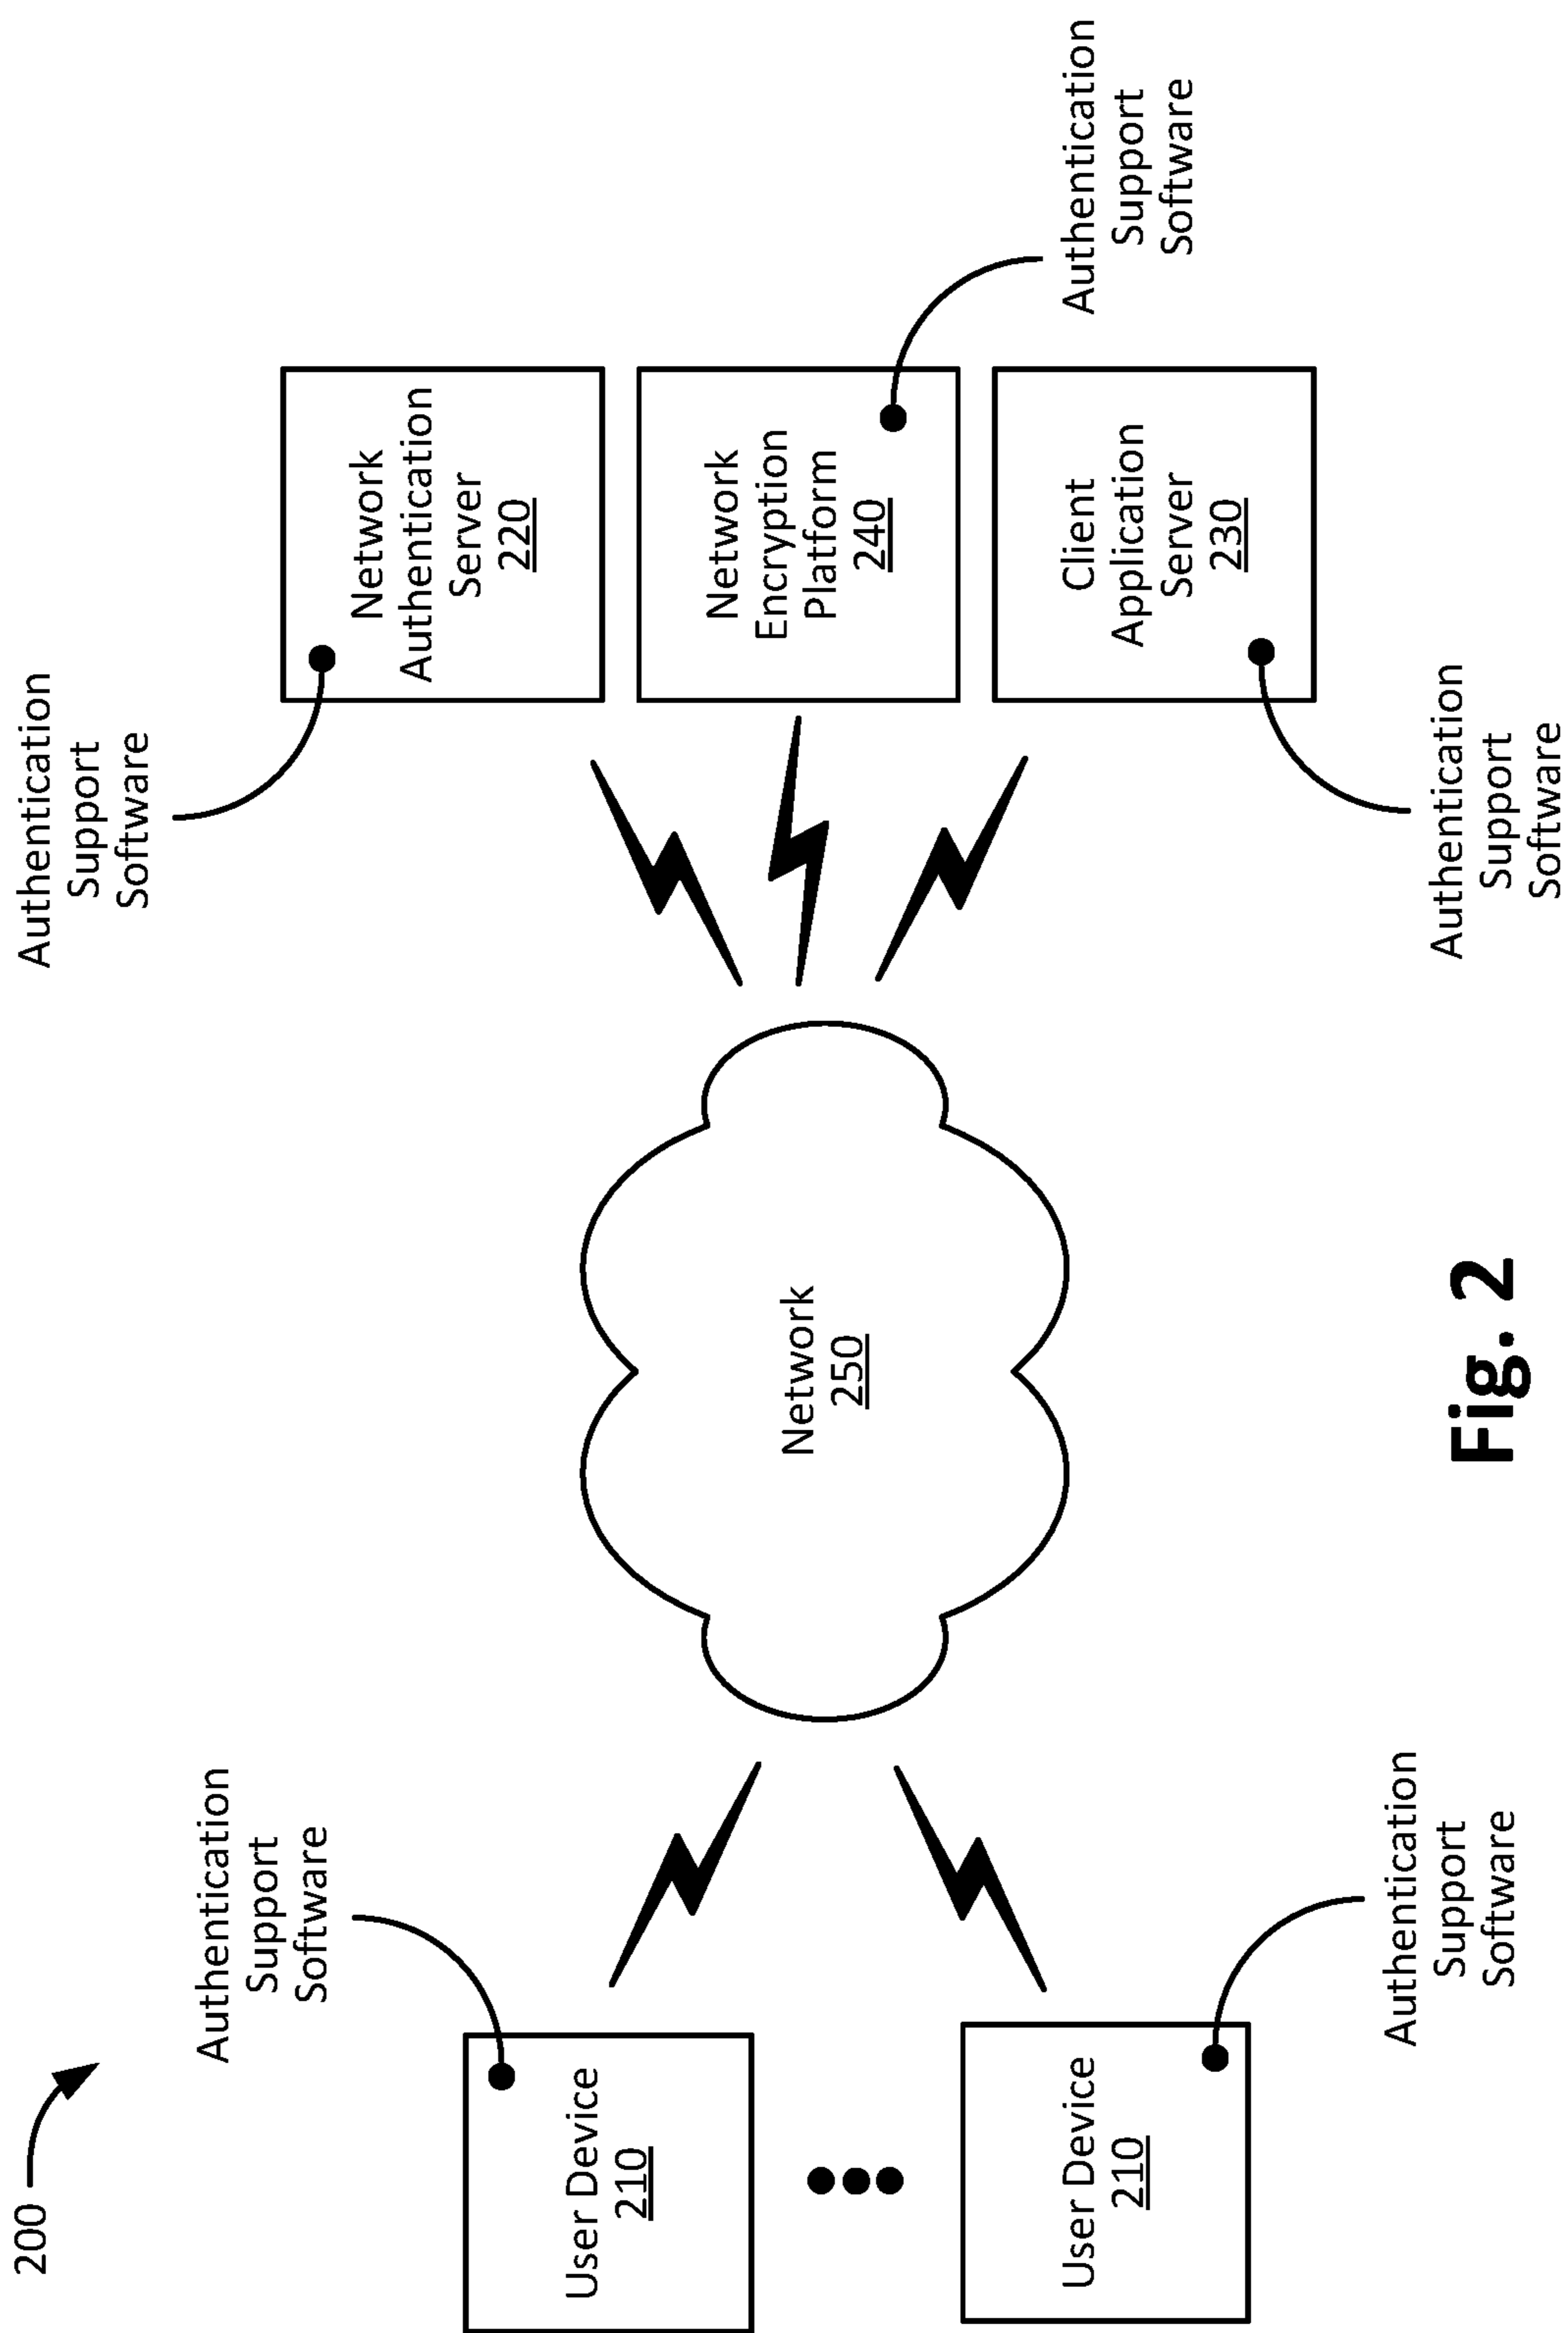 200
Authentication
Support
Software
User Device
210
User Device
210
Authentication
Support
Software
Network
250
Authentication
Support
Software
Network
Authentication
Server
220
Network
Encryption
Platform
240
Authentication
Support
Software
Client
Application
Server
230
Authentication
Support
Software
Fig. 2